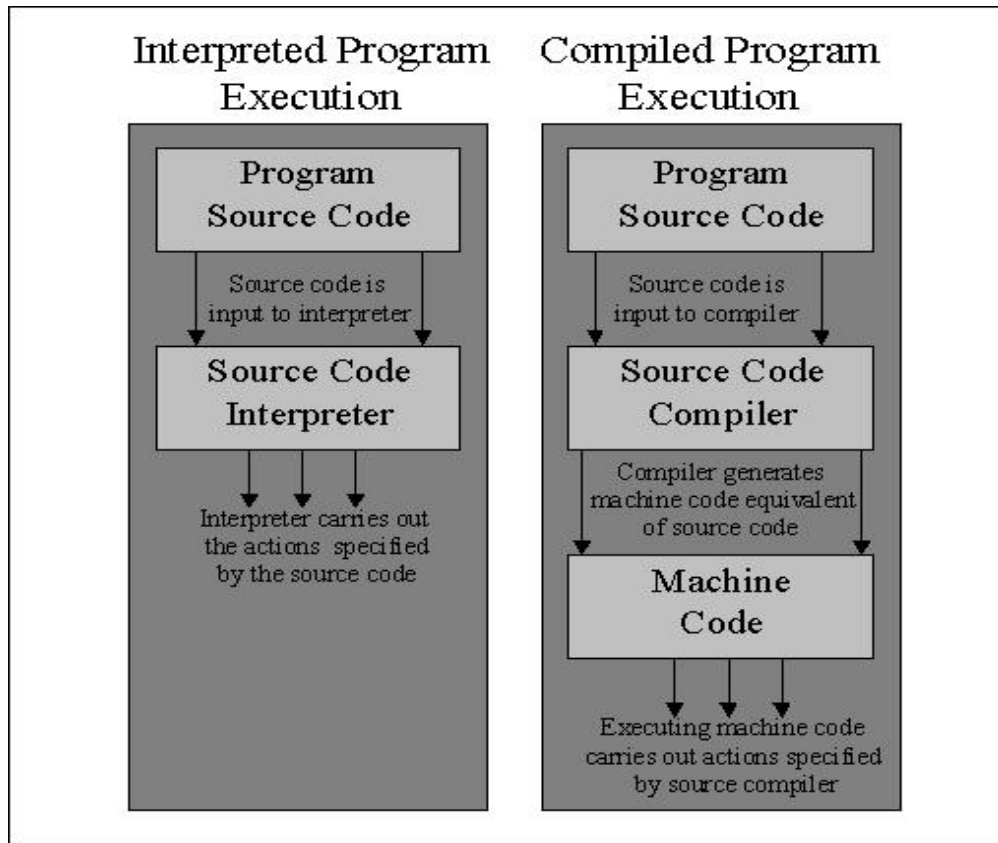 Interpreted Program
Execution
Program
Source Code
Source code is
input to interpreter
Source Code
Interpreter
Interpreter carries out
the actions specified
by the source code
Compiled Program
Execution
Program
Source Code
Source code is
input to compiler
Source Code
Compiler
Compiler generates
machine code equivalent
of source code
Machine
Code
Executing machine code
carries out actions specified
by source compiler